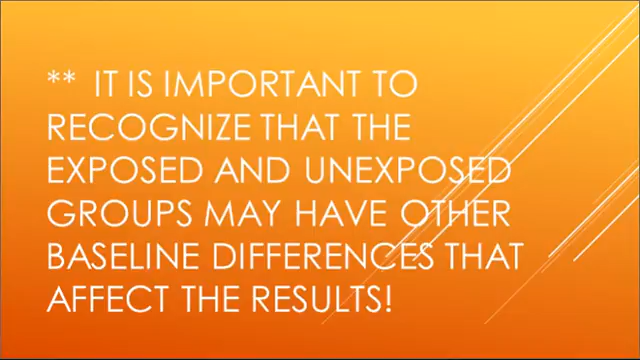 ** IT IS IMPORTANT TO
RECOGNIZE THAT THE
EXPOSED AND UNEXPOSED
GROUPS MAY HAVE OTHER
BASELINE DIFFERENCES THAT
AFFECT THE RESULTS!